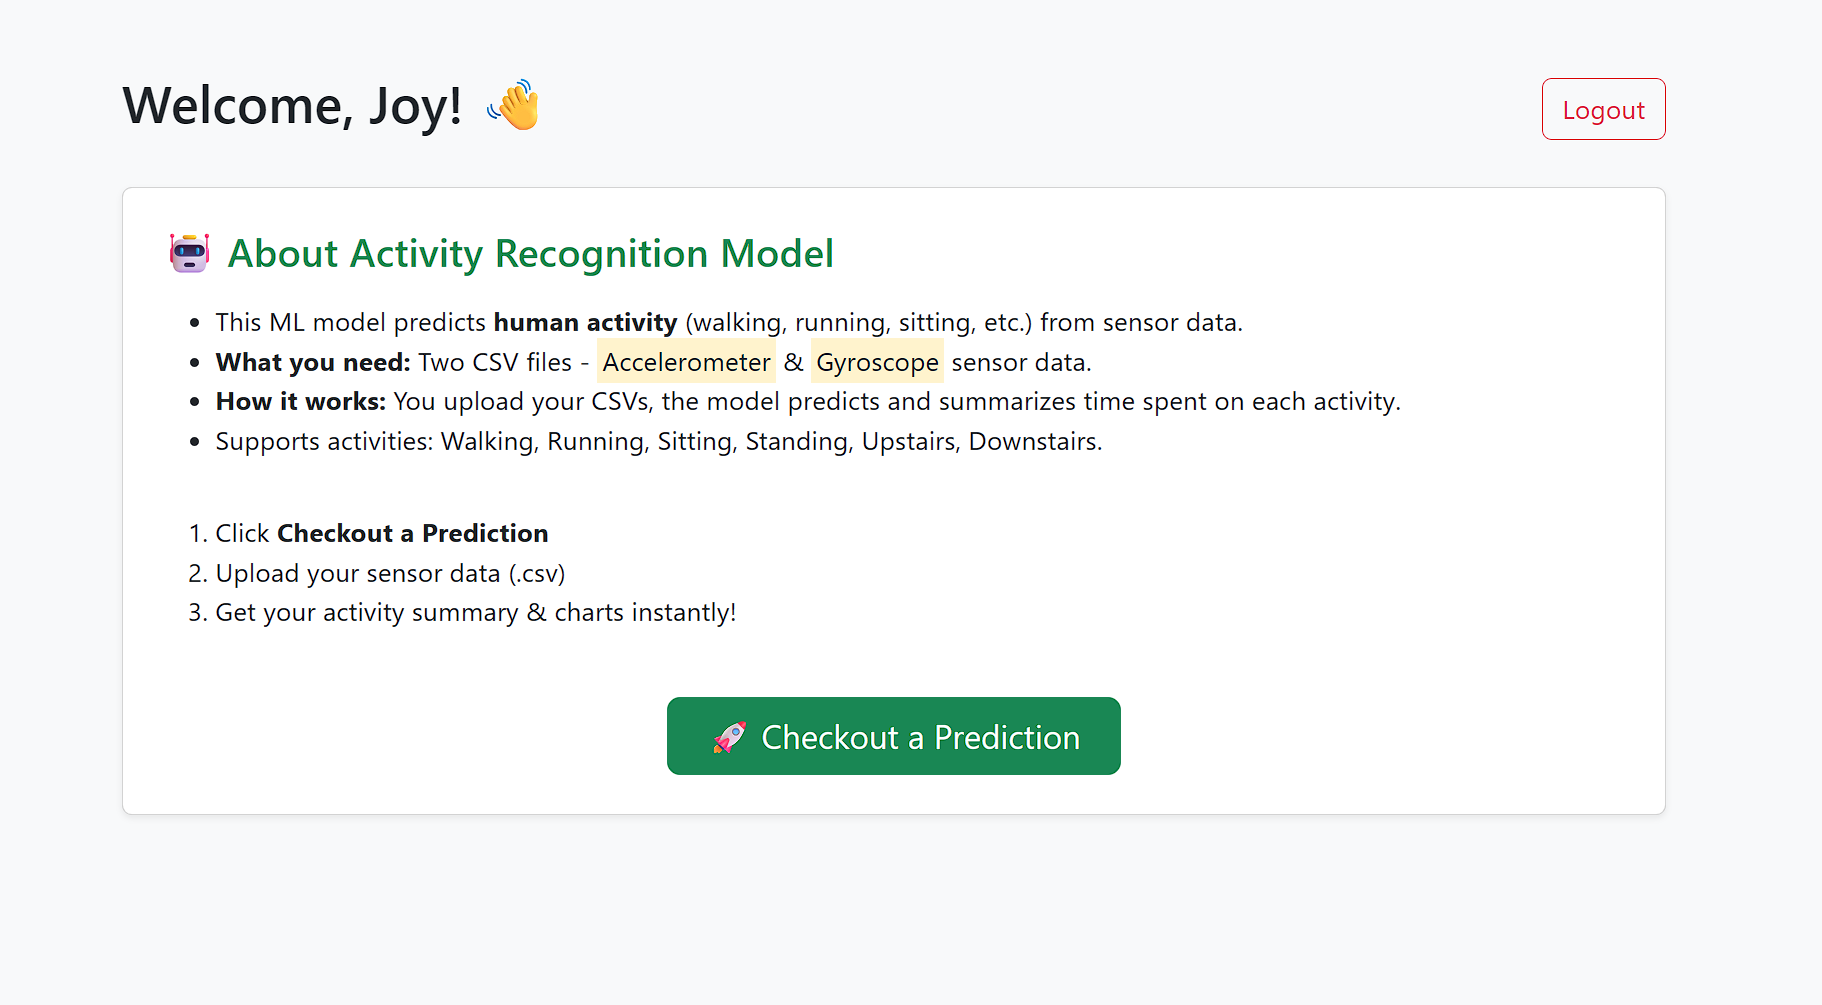 Welcome, Joy! 👋
Logout
🤖 About Activity Recognition Model
• This ML model predicts human activity (walking, running, sitting, etc.) from sensor data.
• What you need: Two CSV files - Accelerometer & Gyroscope sensor data.
• How it works: You upload your CSVs, the model predicts and summarizes time spent on each activity.
• Supports activities: Walking, Running, Sitting, Standing, Upstairs, Downstairs.
1. Click Checkout a Prediction
2. Upload your sensor data (.csv)
3. Get your activity summary & charts instantly!
🚀 Checkout a Prediction